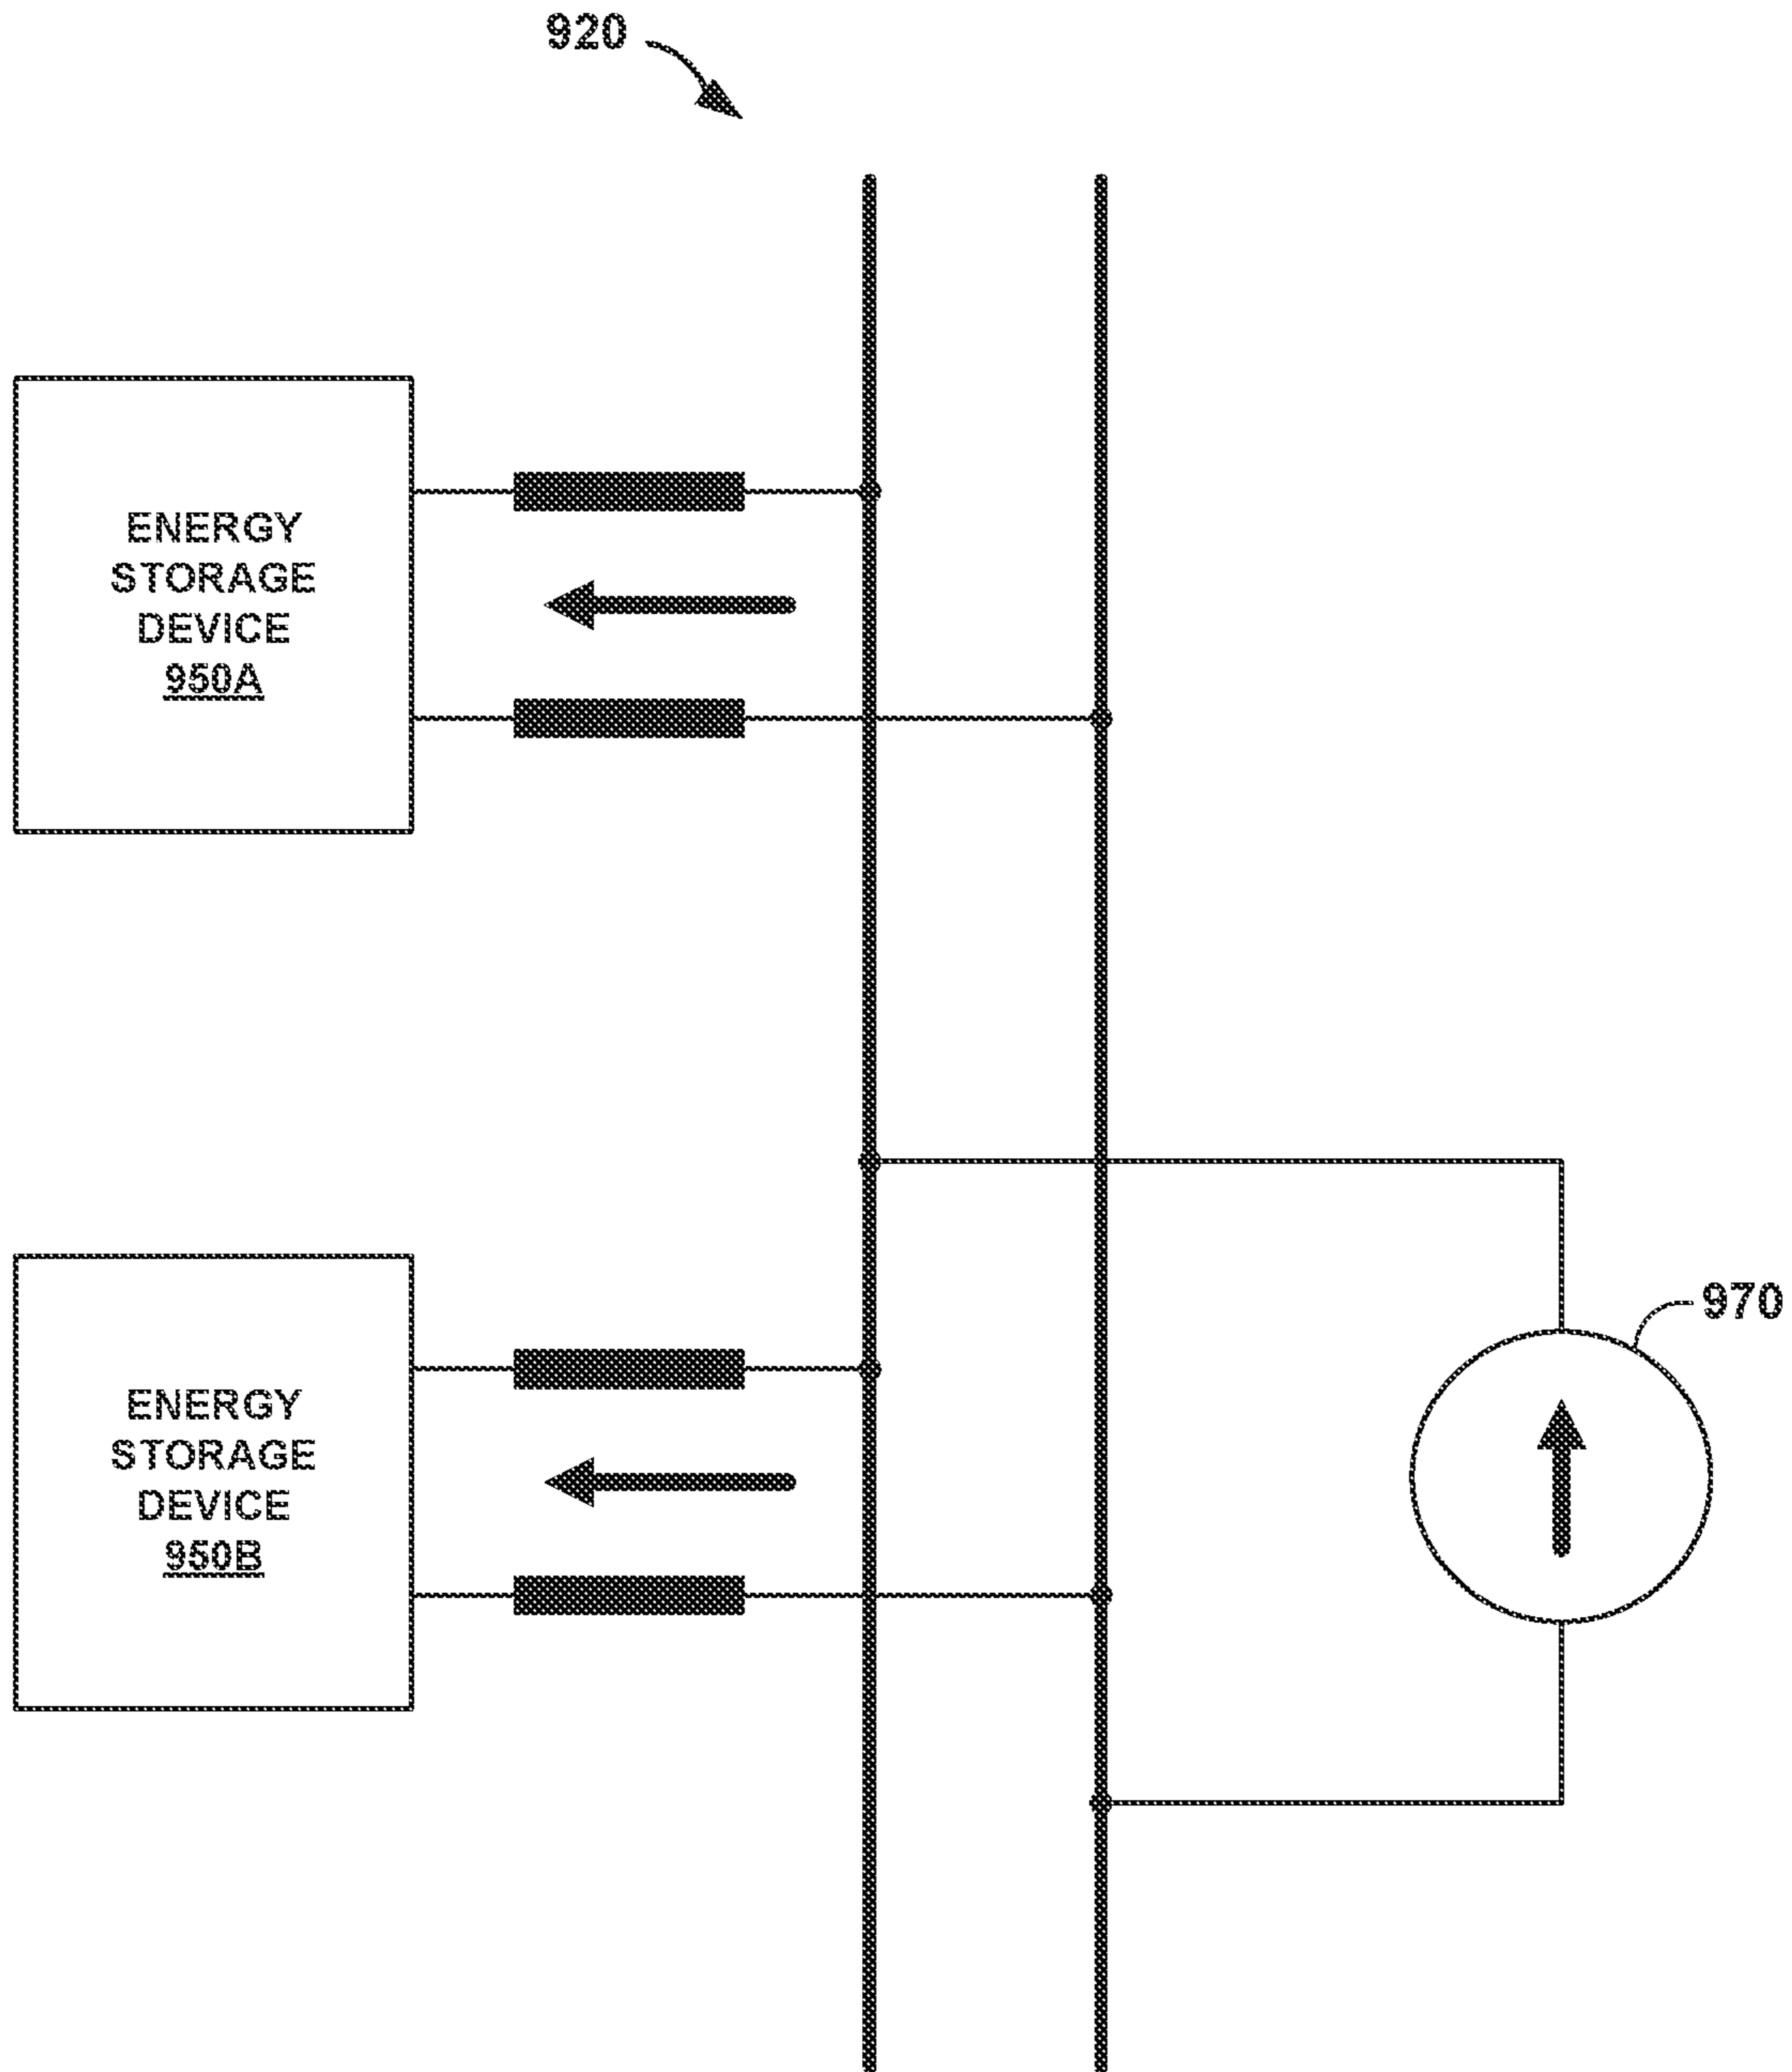 920
ENERGY
STORAGE
DEVICE
950A
970
ENERGY
STORAGE
DEVICE
950B